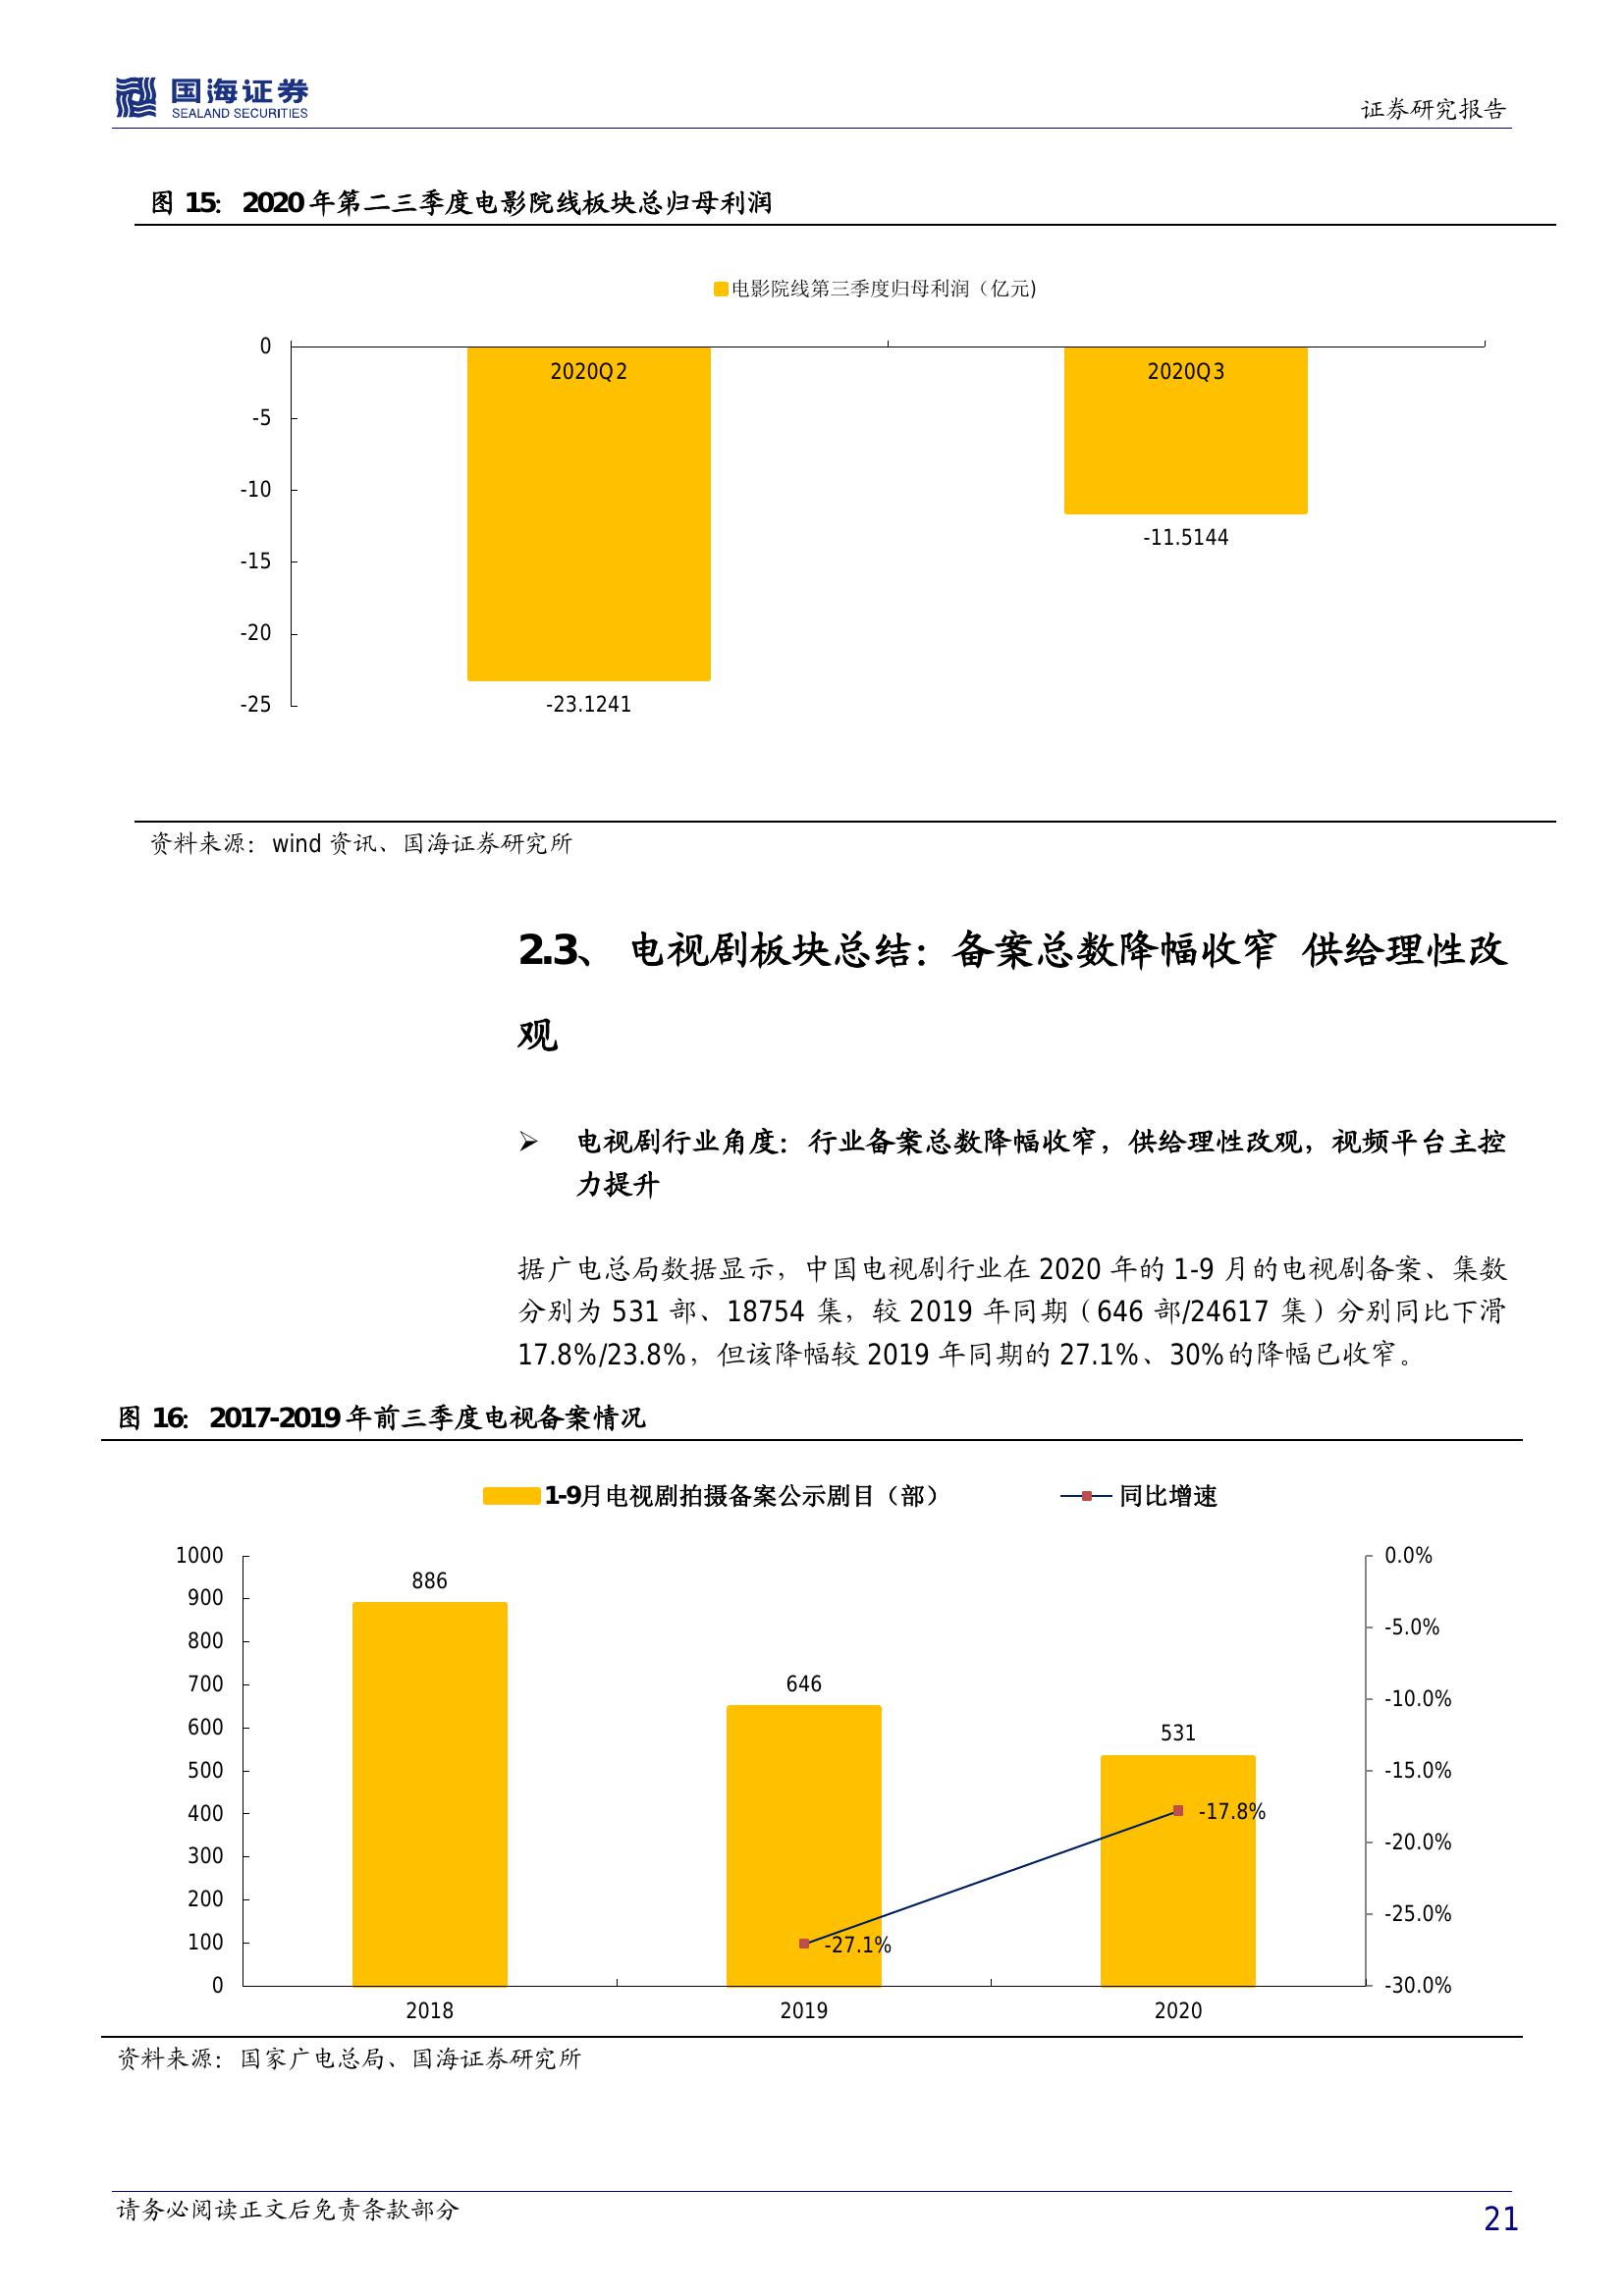 国海证券
SEALAND SECURITIES
证券研究报告
图 15: 2020 年第二三季度电影院线板块总归母利润
电影院线第三季度归母利润（亿元)
0
2020Q2
2020Q3
-5
-10
-11.5144
-15
-20
-25
-23.1241
资料来源：wind 资讯、国海证券研究所
2.3、 电视剧板块总结：备案总数降幅收窄 供给理性改
观
➢ 电视剧行业角度：行业备案总数降幅收窄，供给理性改观，视频平台主控
力提升
据广电总局数据显示，中国电视剧行业在 2020 年的 1-9 月的电视剧备案、集数
分别为 531 部、18754 集，较 2019 年同期（646 部/24617 集）分别同比下滑
17.8%/23.8%，但该降幅较 2019 年同期的 27.1%、30%的降幅已收窄。
图 16: 2017-2019 年前三季度电视备案情况
1-9月电视剧拍摄备案公示剧目（部）
同比增速
1000
0.0%
886
900
-5.0%
800
700
646
-10.0%
600
531
500
-15.0%
400
-17.8%
300
-20.0%
200
-25.0%
100
-27.1%
0
-30.0%
2018
2019
2020
资料来源：国家广电总局、国海证券研究所
请务必阅读正文后免责条款部分
21